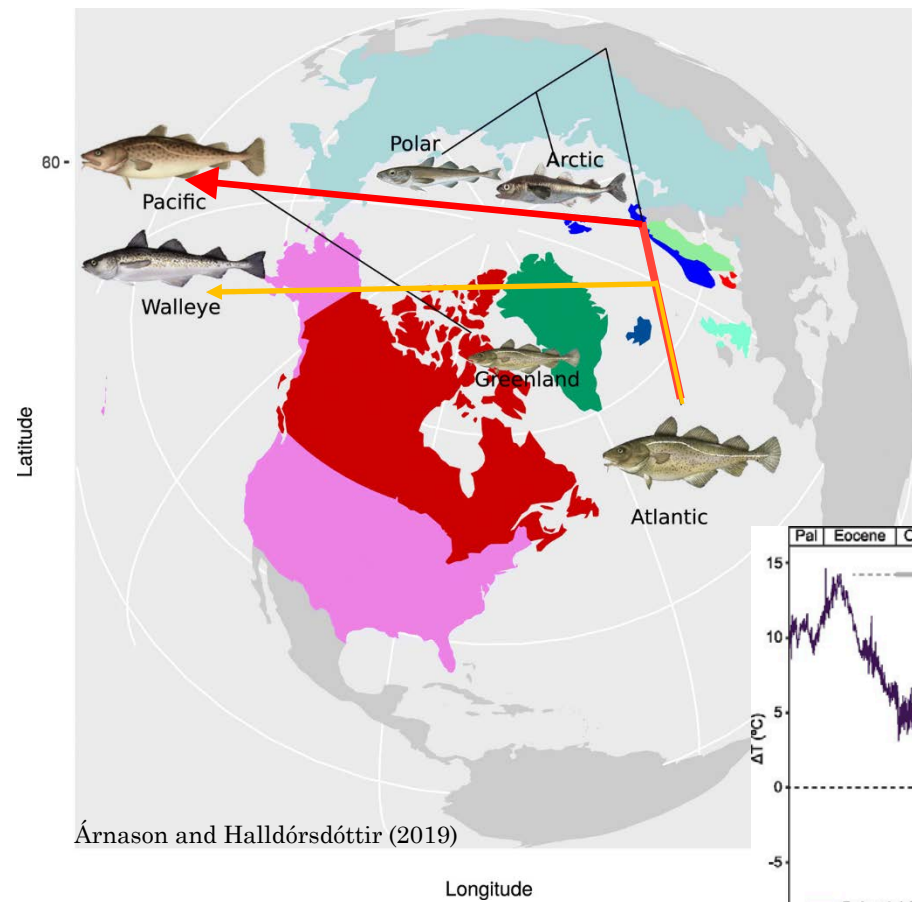 Polar
Arctic
60-
Pacific
Walleye
Greenland
Latitude
Atlantic
Pal Eocene
15
10
5
ΔT (°C)
0
-5
Árnason and Halldórsdóttir (2019)
Longitude